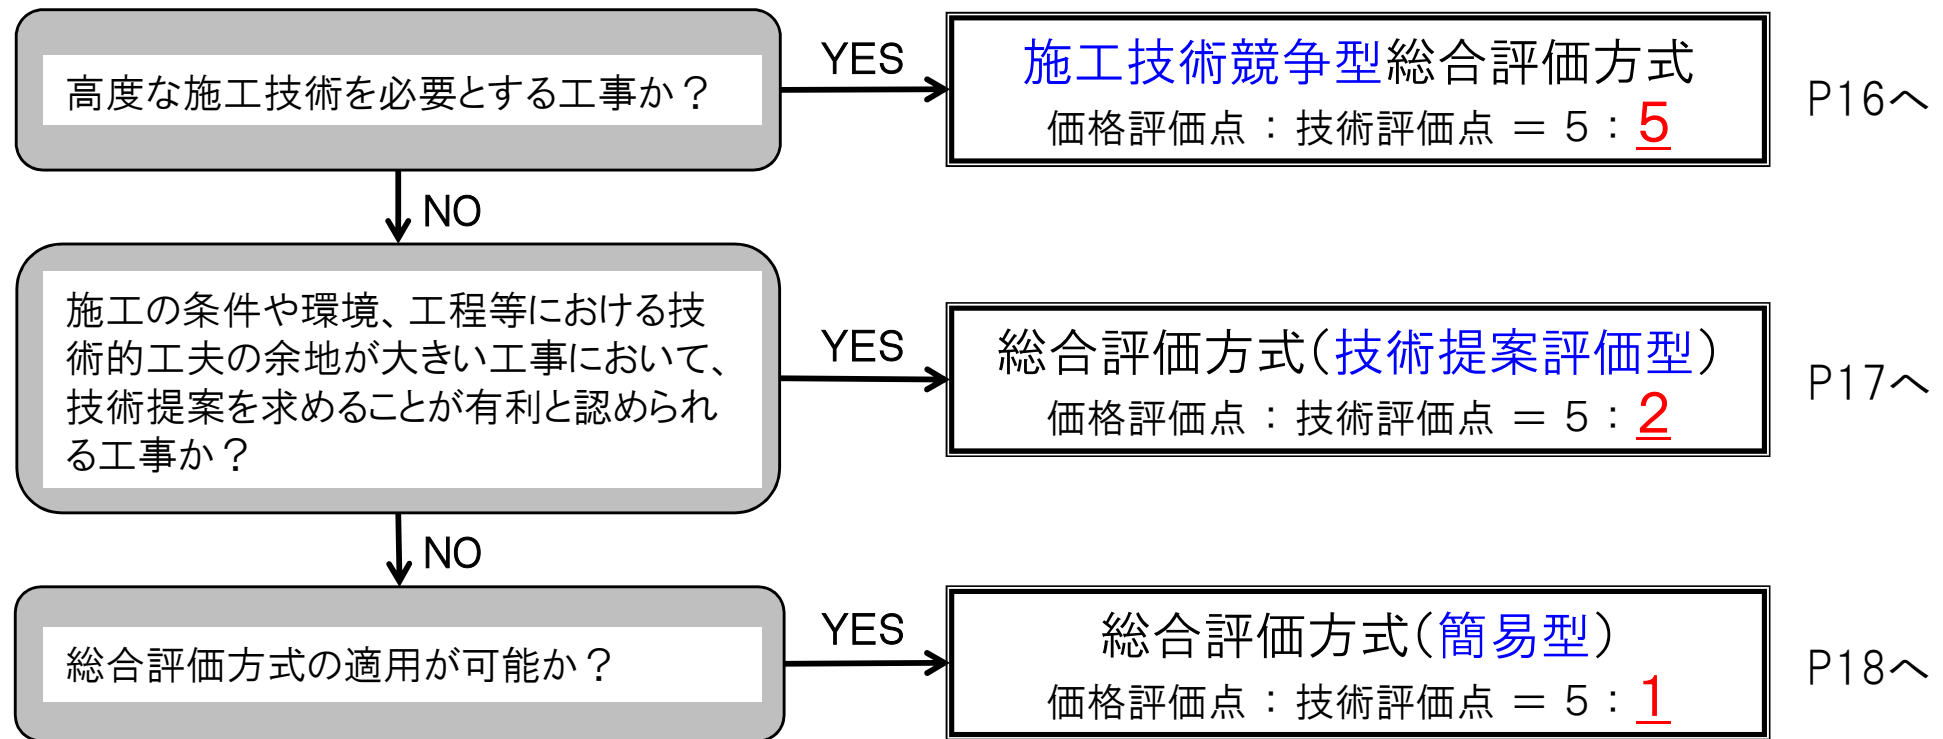 高度な施工技術を必要とする工事か？
YES
施工技術競争型総合評価方式
価格評価点：技術評価点 ＝ 5：5
P16へ
NO
施工の条件や環境、工程等における技
術的工夫の余地が大きい工事において、
技術提案を求めることが有利と認められ
る工事か？
YES
総合評価方式（技術提案評価型）
価格評価点：技術評価点 ＝ 5：2
P17へ
NO
総合評価方式の適用が可能か？
YES
総合評価方式（簡易型）
価格評価点：技術評価点 ＝ 5：1
P18へ